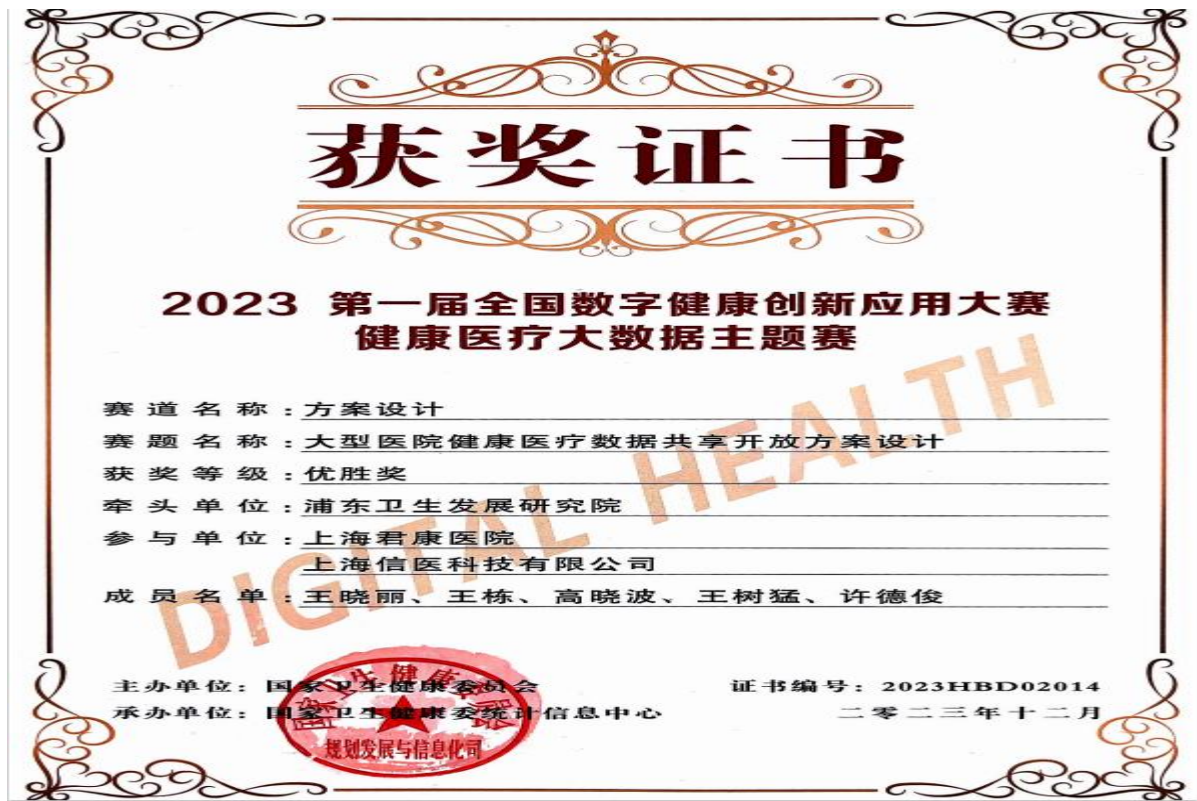 获奖证书
2023 第一届全国数字健康创新应用大赛
健康医疗大数据主题赛
赛道名称：方案设计
赛题名称：大型医院健康医疗数据共享开放方案设计
获奖等级：优胜奖
牵头单位：浦东卫生发展研究院
参与单位：上海君康医院
上海信医科技有限公司
成员名单：王晓丽、王栋、高晓波、王树猛、许德俊
DIGITAL HEALTH
主办单位：国家卫生健康委员会
证书编号：2023HBD02014
承办单位：国家卫生健康委统计信息中心
二零二三年十二月
国家卫生健康委员会
规划发展与信息化司